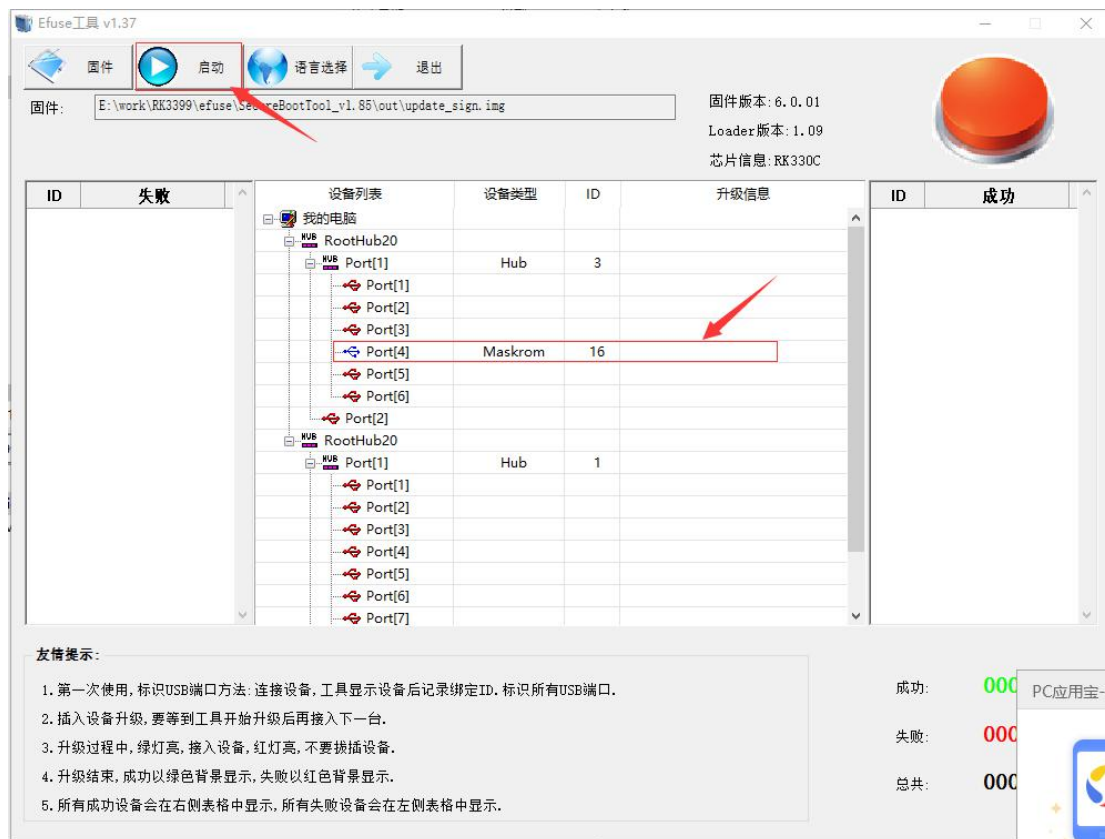 Efuse工具 v1.37
固件 启动 语言选择 退出
固件: E:\work\RK3399\efuse\SecureBootTool_v1.85\out\update_sign.img
固件版本:6.0.01
Loader版本:1.09
芯片信息:RK330C
ID 失败 设备列表 设备类型 ID 升级信息 ID 成功
我的电脑
HUB RootHub20
HUB Port[1] Hub 3
Port[1]
Port[2]
Port[3]
Port[4] Maskrom 16
Port[5]
Port[6]
Port[2]
HUB RootHub20
HUB Port[1] Hub 1
Port[1]
Port[2]
Port[3]
Port[4]
Port[5]
Port[6]
Port[7]
友情提示:
1.第一次使用,标识USB端口方法:连接设备,工具显示设备后记录绑定ID.标识所有USB端口.
2.插入设备升级,要等到工具开始升级后再接入下一台.
3.升级过程中,绿灯亮,接入设备,红灯亮,不要拔插设备.
4.升级结束,成功以绿色背景显示,失败以红色背景显示.
5.所有成功设备会在右侧表格中显示,所有失败设备会在左侧表格中显示.
成功: 000
失败: 000
总共: 000
PC应用宝-